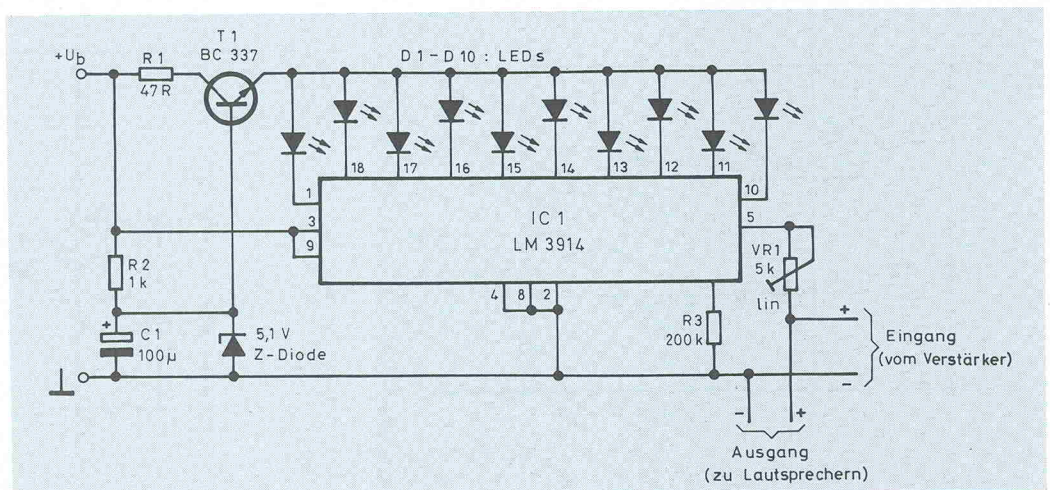 +Ub
R1
47R
T1
BC 337
D1-D10 : LEDs
1
18
17
16
15
14
13
12
11
10
3
9
5
IC 1
LM 3914
R2
1k
4
8
2
R3
200k
VR1
5k
lin
+
C1
100µ
5,1 V
Z-Diode
+
-
Eingang
(vom Verstärker)
-
+
Ausgang
(zu Lautsprechern)